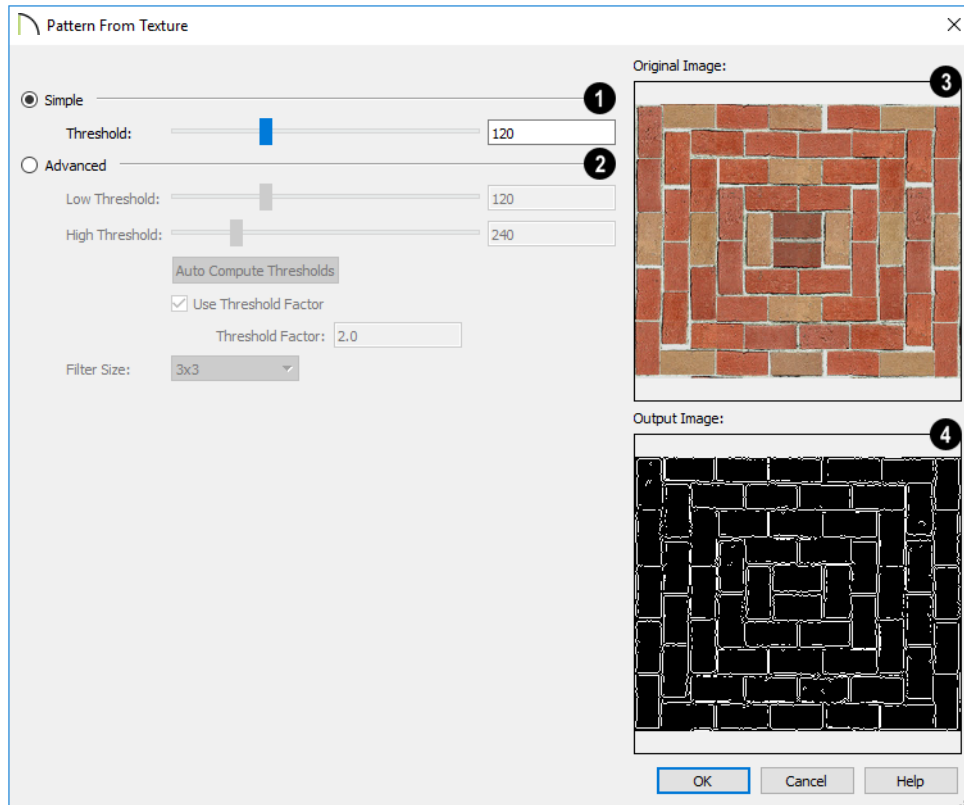 Pattern From Texture
Simple
1
Threshold:
120
Advanced
2
Low Threshold:
120
High Threshold:
240
Auto Compute Thresholds
Use Threshold Factor
Threshold Factor: 2.0
Filter Size:
3x3
Original Image:
3
Output Image:
4
OK
Cancel
Help